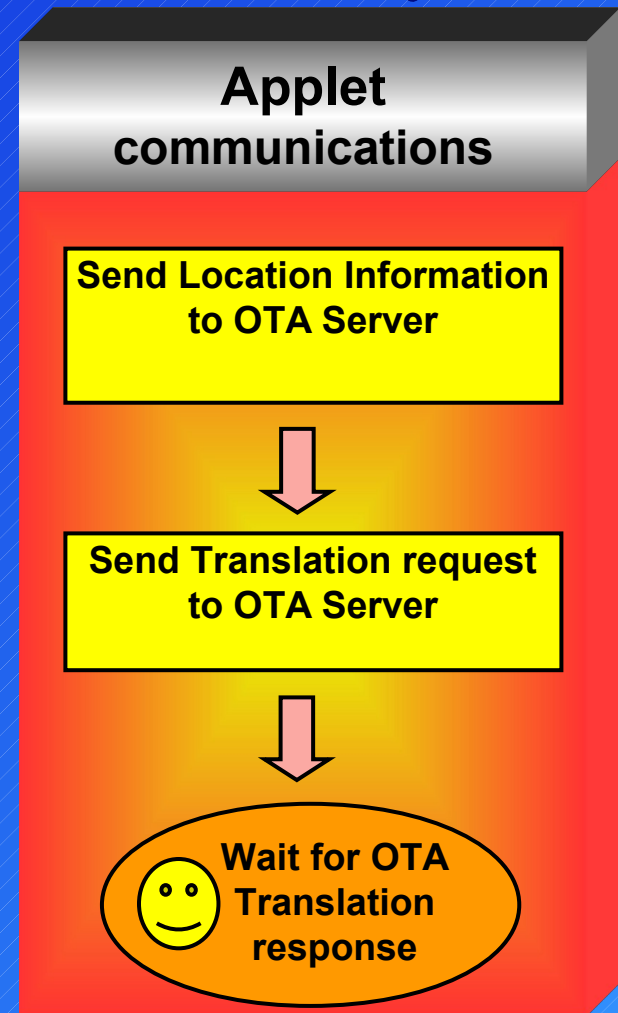 Applet
communications
Send Location Information
to OTA Server
Send Translation request
to OTA Server
Wait for OTA
Translation
response